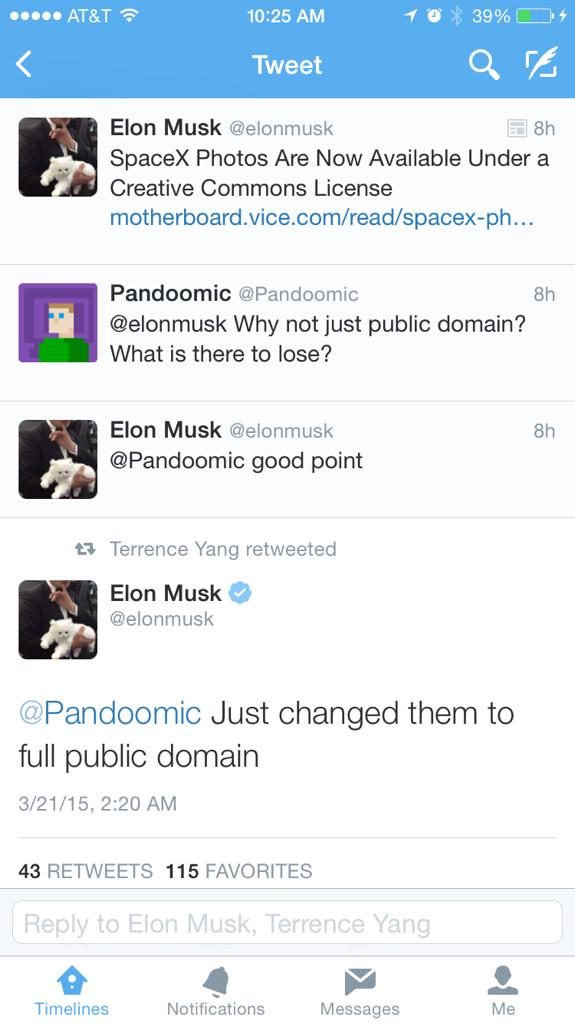 AT&T 10:25 AM 39%
Tweet
Elon Musk @elonmusk 8h
SpaceX Photos Are Now Available Under a
Creative Commons License
motherboard.vice.com/read/spacex-ph…
Pandoomic @Pandoomic 8h
@elonmusk Why not just public domain?
What is there to lose?
Elon Musk @elonmusk 8h
@Pandoomic good point
Terrence Yang retweeted
Elon Musk
@elonmusk
@Pandoomic Just changed them to
full public domain
3/21/15, 2:20 AM
43 RETWEETS 115 FAVORITES
Reply to Elon Musk, Terrence Yang
Timelines Notifications Messages Me